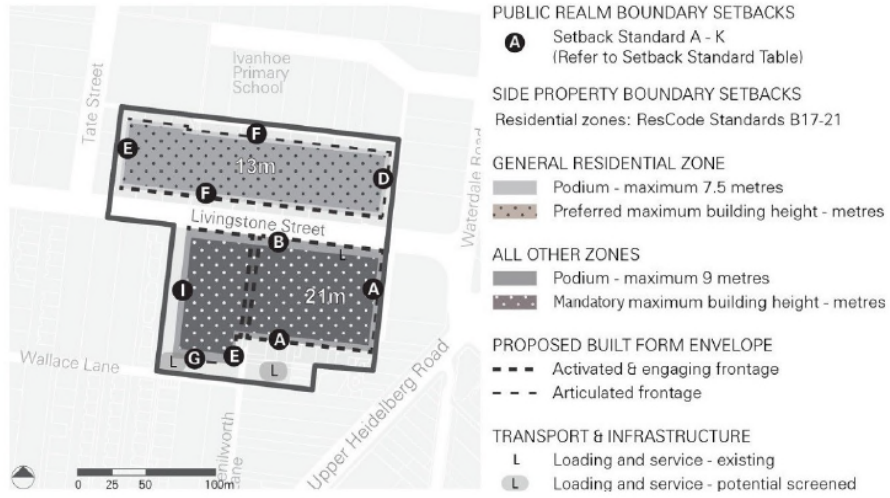 Ivanhoe
Primary
School
Tate Street
Waterdale Road
F
E
13m
D
F
Livingstone Street
B
L
I
21m
A
A
G
E
L
L
Wallace Lane
Upper Heidelberg Road
0 25 50 100m
PUBLIC REALM BOUNDARY SETBACKS
A Setback Standard A - K
(Refer to Setback Standard Table)
SIDE PROPERTY BOUNDARY SETBACKS
Residential zones: ResCode Standards B17-21
GENERAL RESIDENTIAL ZONE
Podium - maximum 7.5 metres
Preferred maximum building height - metres
ALL OTHER ZONES
Podium - maximum 9 metres
Mandatory maximum building height - metres
PROPOSED BUILT FORM ENVELOPE
Activated & engaging frontage
Articulated frontage
TRANSPORT & INFRASTRUCTURE
L Loading and service - existing
L Loading and service - potential screened